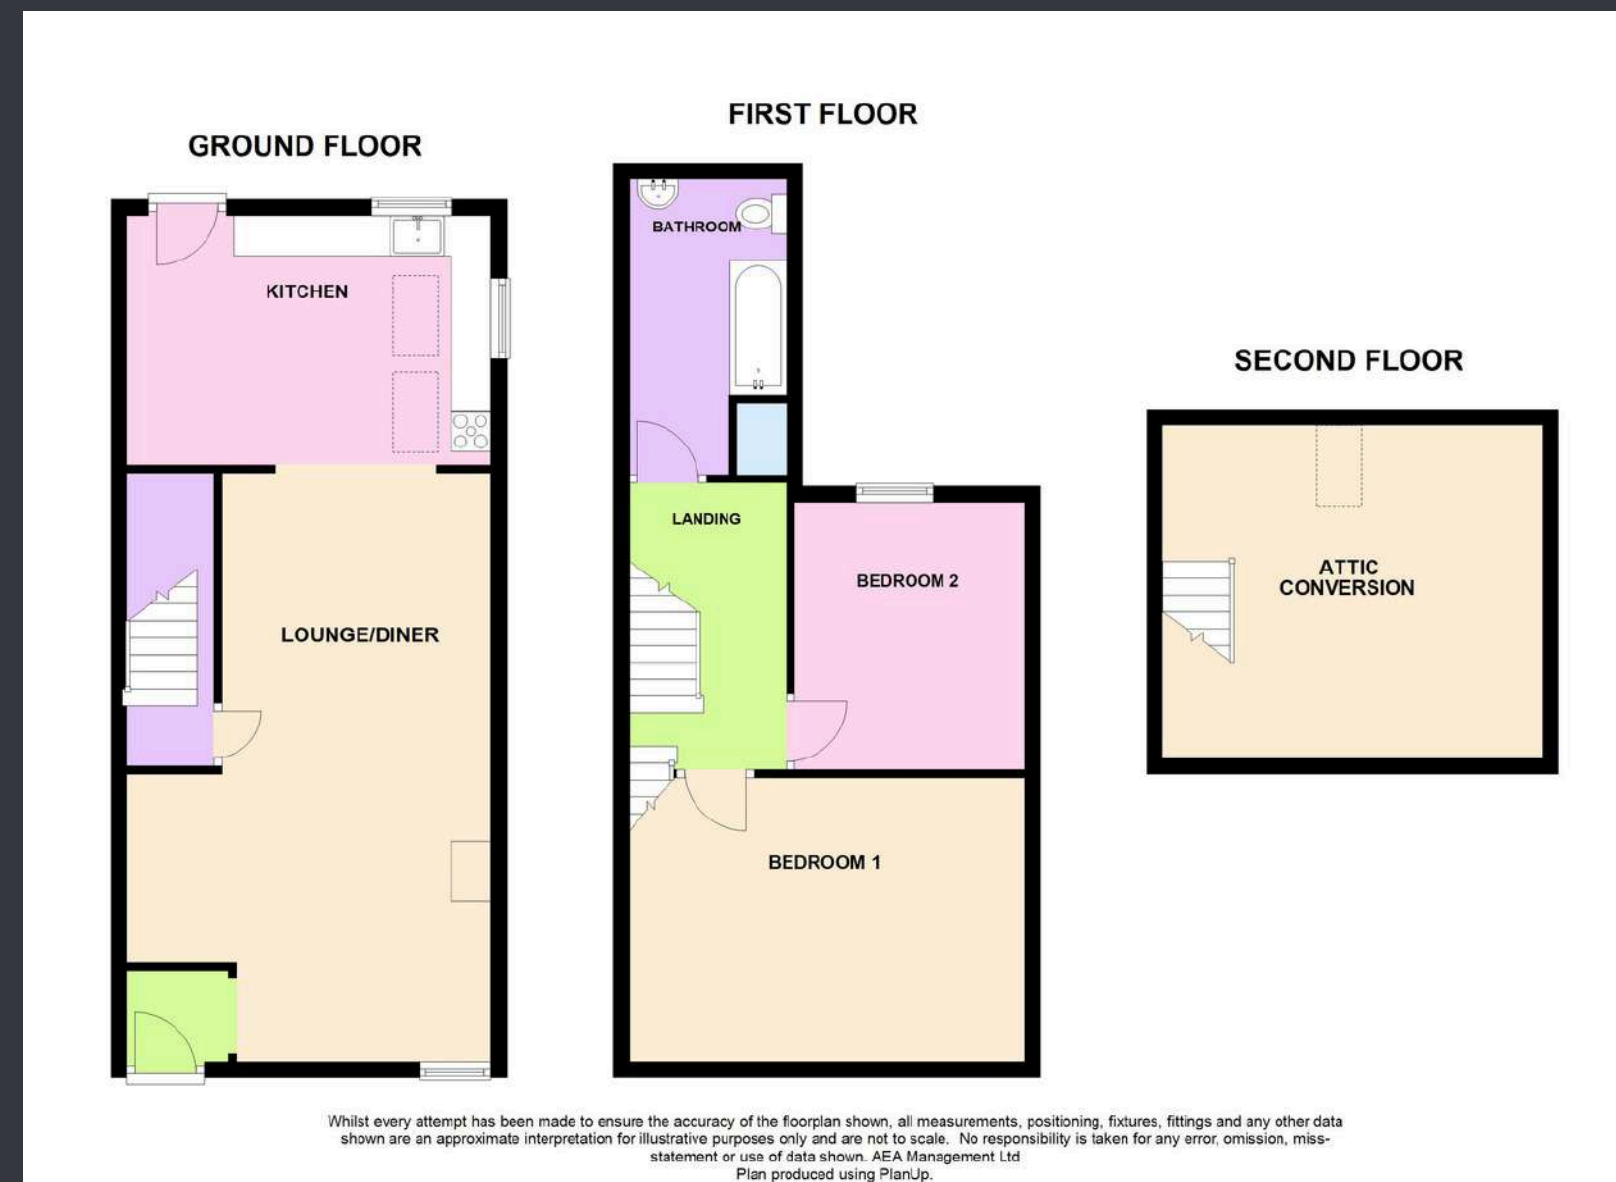 GROUND FLOOR
KITCHEN
LOUNGE/DINER
FIRST FLOOR
BATHROOM
LANDING
BEDROOM 2
BEDROOM 1
SECOND FLOOR
ATTIC
CONVERSION
Whilst every attempt has been made to ensure the accuracy of the floorplan shown, all measurements, positioning, fixtures, fittings and any other data
shown are an approximate interpretation for illustrative purposes only and are not to scale. No responsibility is taken for any error, omission, miss-
statement or use of data shown. AEA Management Ltd
Plan produced using PlanUp.